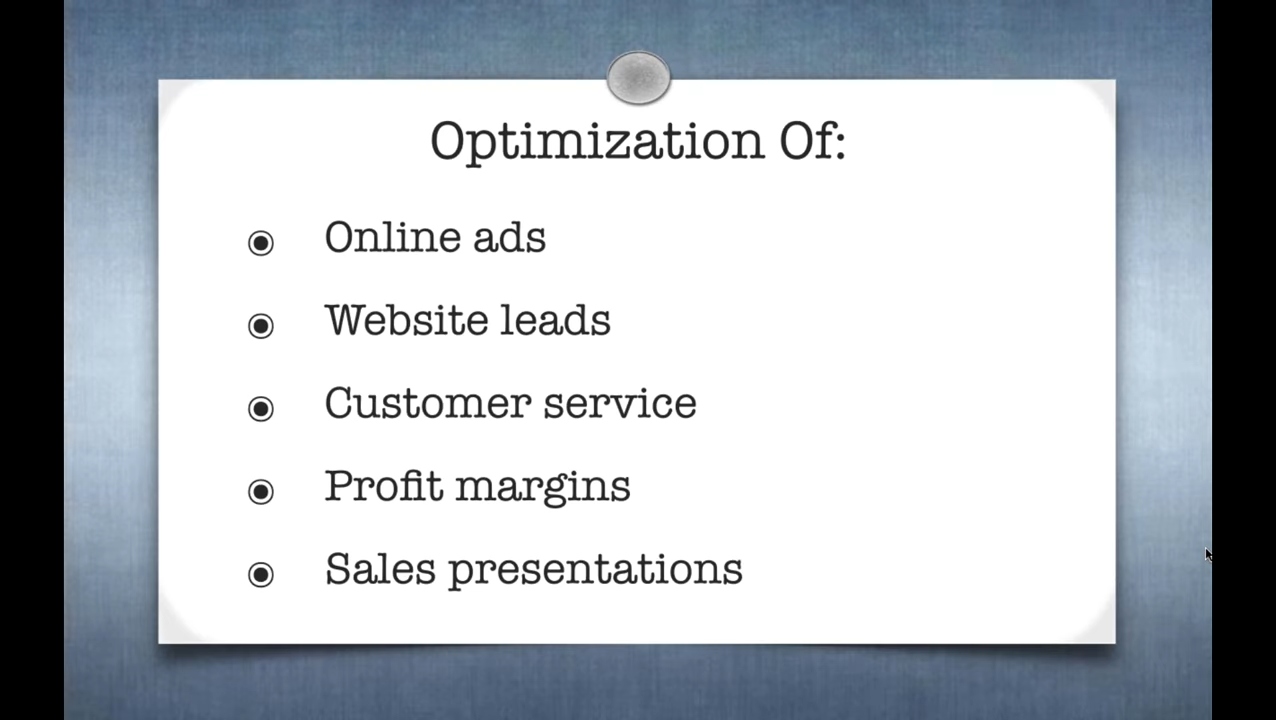 Optimization Of:
Online ads
Website leads
Customer service
Profit margins
Sales presentations